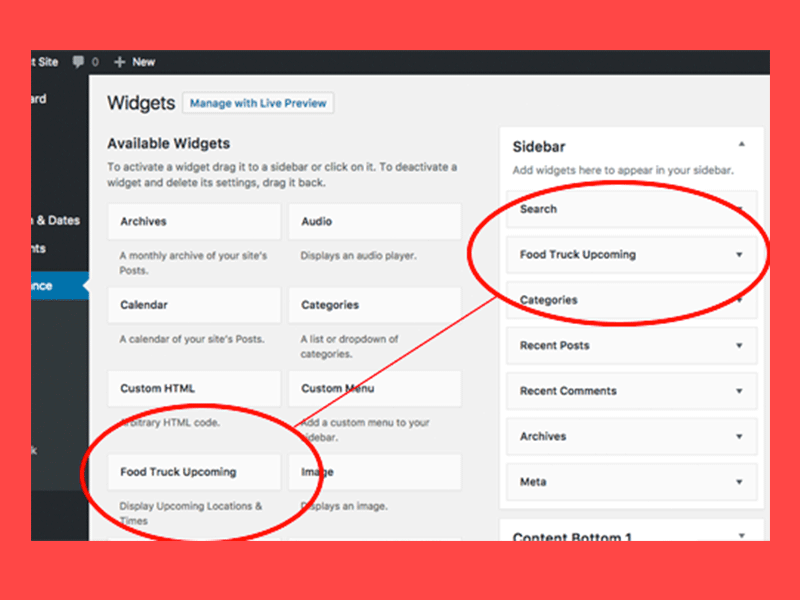 t Site 0 + New
ard
n & Dates
nts
nce
k
Widgets Manage with Live Preview
Available Widgets
To activate a widget drag it to a sidebar or click on it. To deactivate a
widget and delete its settings, drag it back.
Archives
A monthly archive of your site's
Posts.
Audio
Displays an audio player.
Calendar
A calendar of your site's Posts.
Categories
A list or dropdown of
categories.
Custom HTML
Arbitrary HTML code.
Custom Menu
Add a custom menu to your
sidebar.
Food Truck Upcoming
Display Upcoming Locations &
Times
Image
Displays an image.
Sidebar
Add widgets here to appear in your sidebar.
Search
Food Truck Upcoming
Categories
Recent Posts
Recent Comments
Archives
Meta
Content Bottom 1